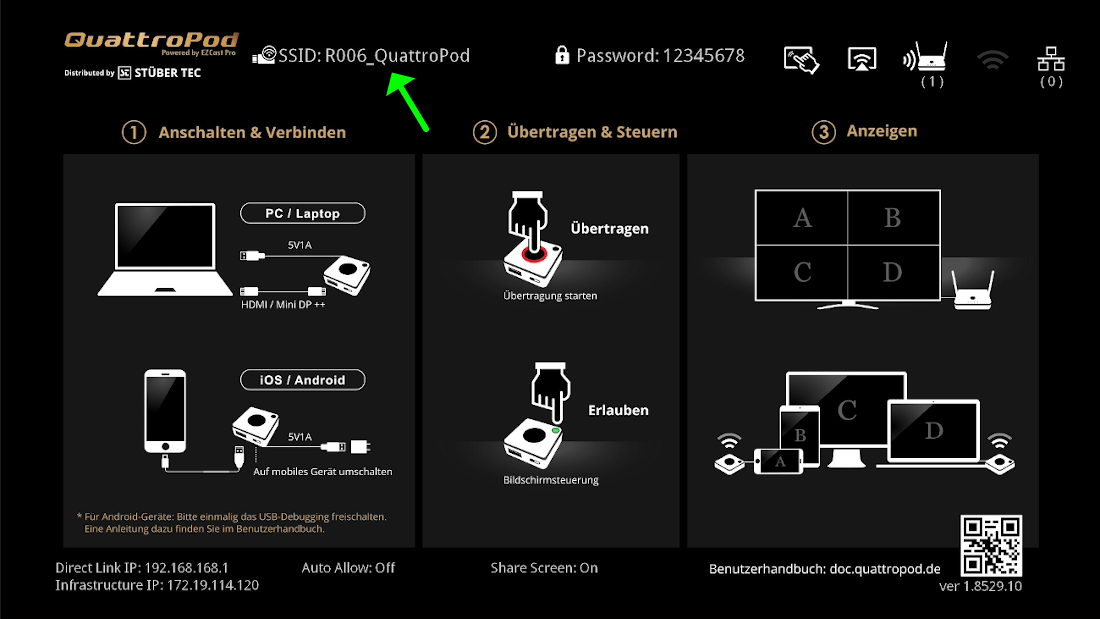 QuattroPod
Powered by EZCast Pro
Distributed by STÜBER TEC
SSID: R006_QuattroPod
Password: 12345678
(1)
(0)
1 Anschalten & Verbinden
2 Übertragen & Steuern
3 Anzeigen
PC / Laptop
5V1A
HDMI / Mini DP ++
iOS / Android
5V1A
Auf mobiles Gerät umschalten
* Für Android-Geräte: Bitte einmalig das USB-Debugging freischalten.
Eine Anleitung dazu finden Sie im Benutzerhandbuch.
Übertragen
Übertragung starten
Erlauben
Bildschirmsteuerung
A B
C D
C
B
D
A
Direct Link IP: 192.168.168.1
Infrastructure IP: 172.19.114.120
Auto Allow: Off
Share Screen: On
Benutzerhandbuch: doc.quattropod.de
ver 1.8529.10